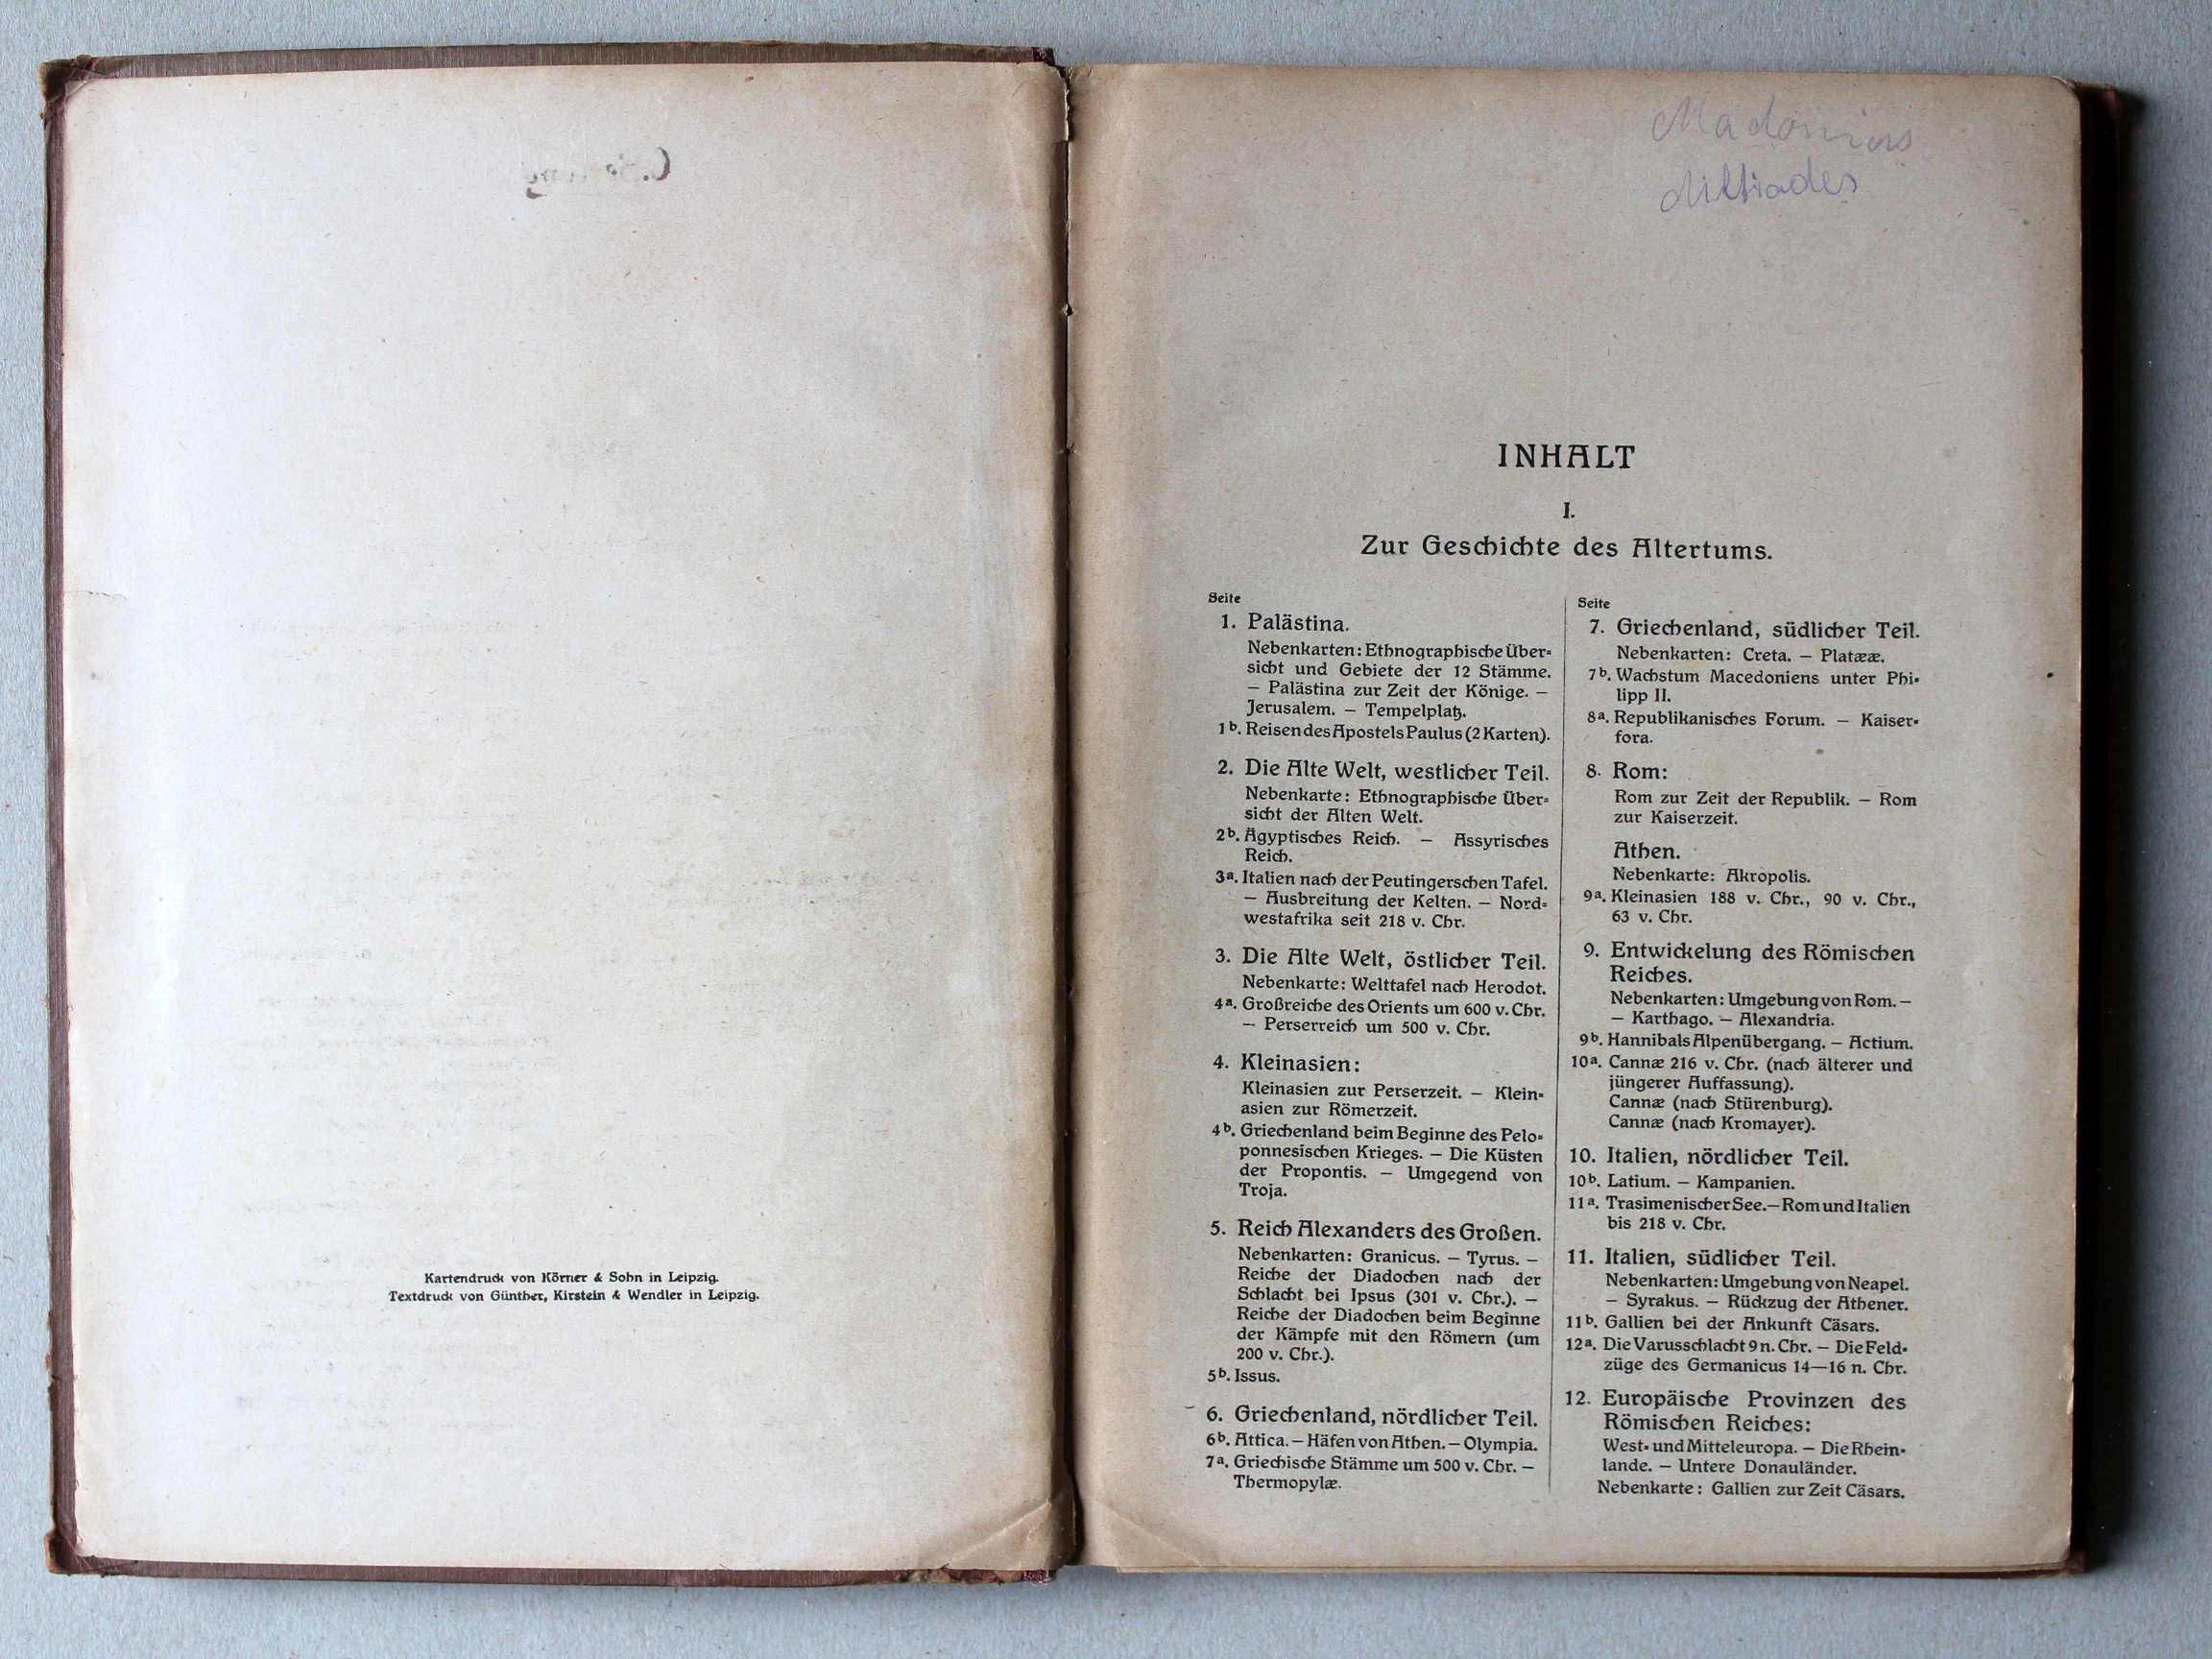 Kartendruck von Körner & Sohn in Leipzig.
Textdruck von Günther, Kirstein & Wendler in Leipzig.
Miltiades
INHALT
I.
Zur Geschichte des Altertums.
Seite
1. Palästina.
Nebenkarten: Ethnographische Über-
sicht und Gebiete der 12 Stämme.
— Palästina zur Zeit der Könige. —
Jerusalem. — Tempelplatz.
1b. Reisen des Apostels Paulus (2 Karten).
2. Die Alte Welt, westlicher Teil.
Nebenkarte: Ethnographische Über-
sicht der Alten Welt.
2b. Ägyptisches Reich. — Assyrisches
Reich.
3a. Italien nach der Peutingerschen Tafel.
— Ausbreitung der Kelten. — Nord-
westafrika seit 218 v. Chr.
3. Die Alte Welt, östlicher Teil.
Nebenkarte: Welttafel nach Herodot.
4a. Großreiche des Orients um 600 v. Chr.
— Perserreich um 500 v. Chr.
4. Kleinasien:
Kleinasien zur Perserzeit. — Klein-
asien zur Römerzeit.
4b. Griechenland beim Beginne des Pelo-
ponnesischen Krieges. — Die Küsten
der Propontis. — Umgegend von
Troja.
5. Reich Alexanders des Großen.
Nebenkarten: Granicus. — Tyrus. —
Reiche der Diadochen nach der
Schlacht bei Ipsus (301 v. Chr.). —
Reiche der Diadochen beim Beginne
der Kämpfe mit den Römern (um
200 v. Chr.).
5b. Issus.
6. Griechenland, nördlicher Teil.
6b. Attica. — Häfen von Athen. — Olympia.
7a. Griechische Stämme um 500 v. Chr. —
Thermopylæ.
Seite
7. Griechenland, südlicher Teil.
Nebenkarten: Creta. — Platææ.
7b. Wachstum Macedoniens unter Phi-
lipp II.
8a. Republikanisches Forum. — Kaiser-
fora.
8. Rom:
Rom zur Zeit der Republik. — Rom
zur Kaiserzeit.
Athen.
Nebenkarte: Akropolis.
9a. Kleinasien 188 v. Chr., 90 v. Chr.,
63 v. Chr.
9. Entwickelung des Römischen
Reiches.
Nebenkarten: Umgebung von Rom. —
— Karthago. — Alexandria.
9b. Hannibals Alpenübergang. — Actium.
10a. Cannæ 216 v. Chr. (nach älterer und
jüngerer Auffassung).
Cannæ (nach Stürenburg).
Cannæ (nach Kromayer).
10. Italien, nördlicher Teil.
10b. Latium. — Kampanien.
11a. Trasimenischer See. — Rom und Italien
bis 218 v. Chr.
11. Italien, südlicher Teil.
Nebenkarten: Umgebung von Neapel.
— Syrakus. — Rückzug der Athener.
11b. Gallien bei der Ankunft Cäsars.
12a. Die Varusschlacht 9 n. Chr. — Die Feld-
züge des Germanicus 14—16 n. Chr.
12. Europäische Provinzen des
Römischen Reiches:
West- und Mitteleuropa. — Die Rhein-
lande. — Untere Donauländer.
Nebenkarte: Gallien zur Zeit Cäsars.